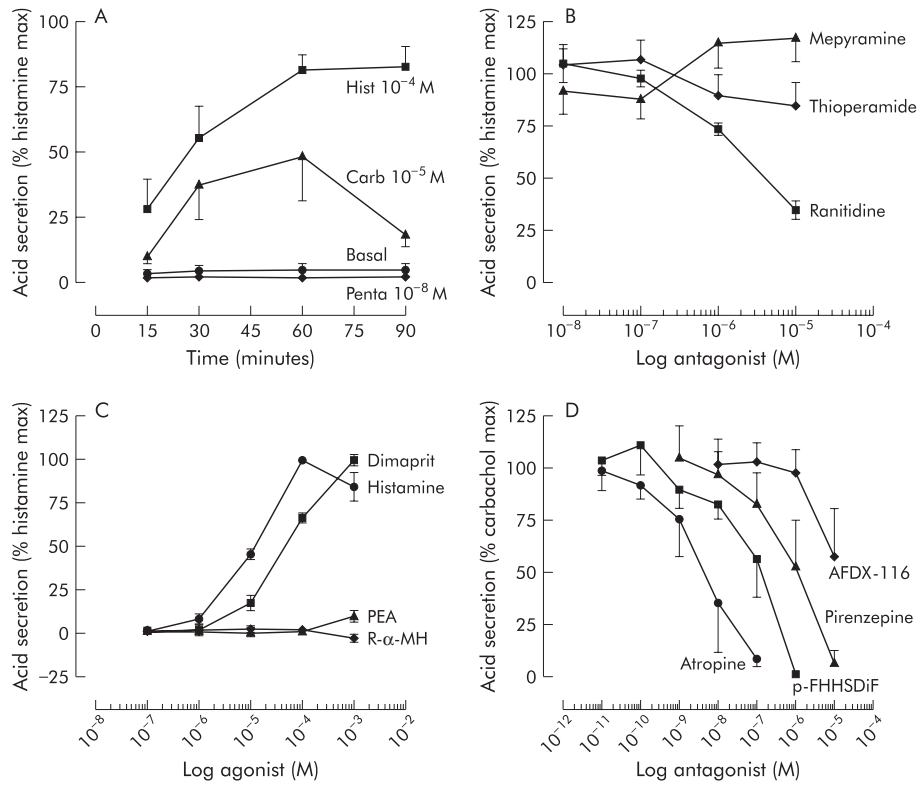 A
Acid secretion (% histamine max)
100
75
50
25
0
Hist 10⁻⁴ M
Carb 10⁻⁵ M
Basal
Penta 10⁻⁸ M
0 15 30 45 60 75 90
Time (minutes)
B
Acid secretion (% histamine max)
125
100
75
50
25
0
Mepyramine
Thioperamide
Ranitidine
10⁻⁸ 10⁻⁷ 10⁻⁶ 10⁻⁵ 10⁻⁴
Log antagonist (M)
C
Acid secretion (% histamine max)
125
100
75
50
25
0
−25
Dimaprit
Histamine
PEA
R-α-MH
10⁻⁸ 10⁻⁷ 10⁻⁶ 10⁻⁵ 10⁻⁴ 10⁻³ 10⁻²
Log agonist (M)
D
Acid secretion (% carbachol max)
125
100
75
50
25
0
AFDX-116
Pirenzepine
Atropine
p-FHHSDiF
10⁻¹² 10⁻¹¹ 10⁻¹⁰ 10⁻⁹ 10⁻⁸ 10⁻⁷ 10⁻⁶ 10⁻⁵ 10⁻⁴
Log antagonist (M)